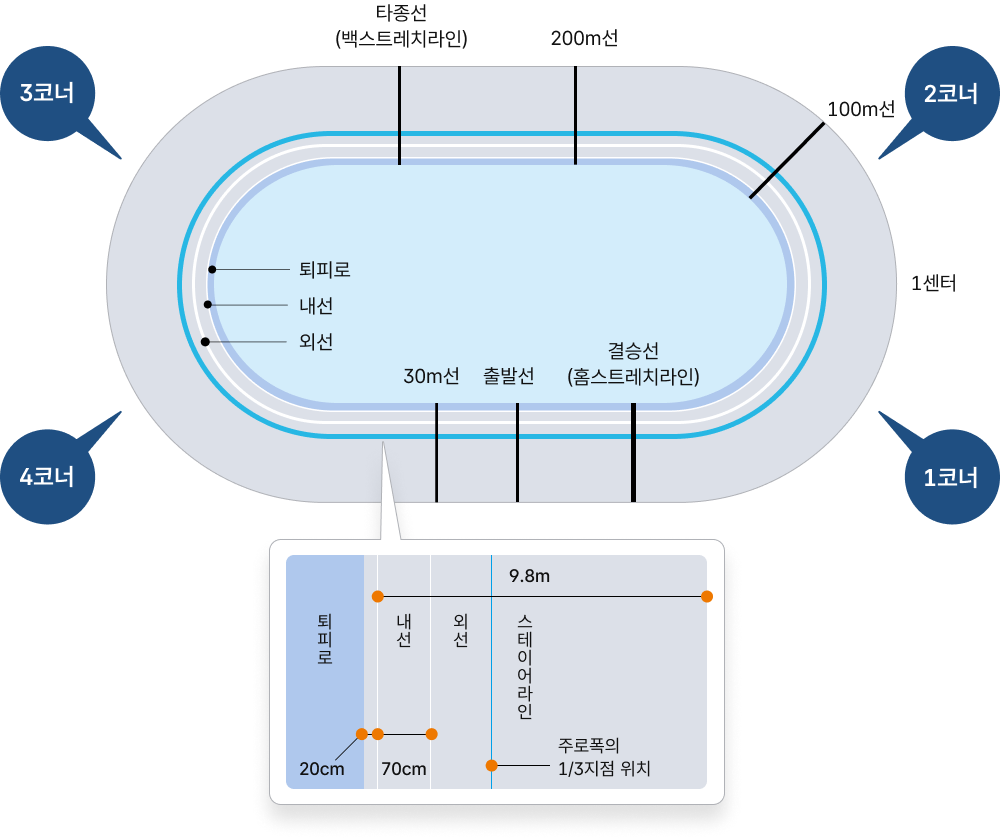 타종선
(백스트레치라인)
200m선
3코너
2코너
100m선
퇴피로
1센터
내선
외선
30m선
출발선
결승선
(홈스트레치라인)
4코너
1코너
9.8m
퇴피로
내선
외선
스테이어라인
20cm
70cm
주로폭의
1/3지점 위치